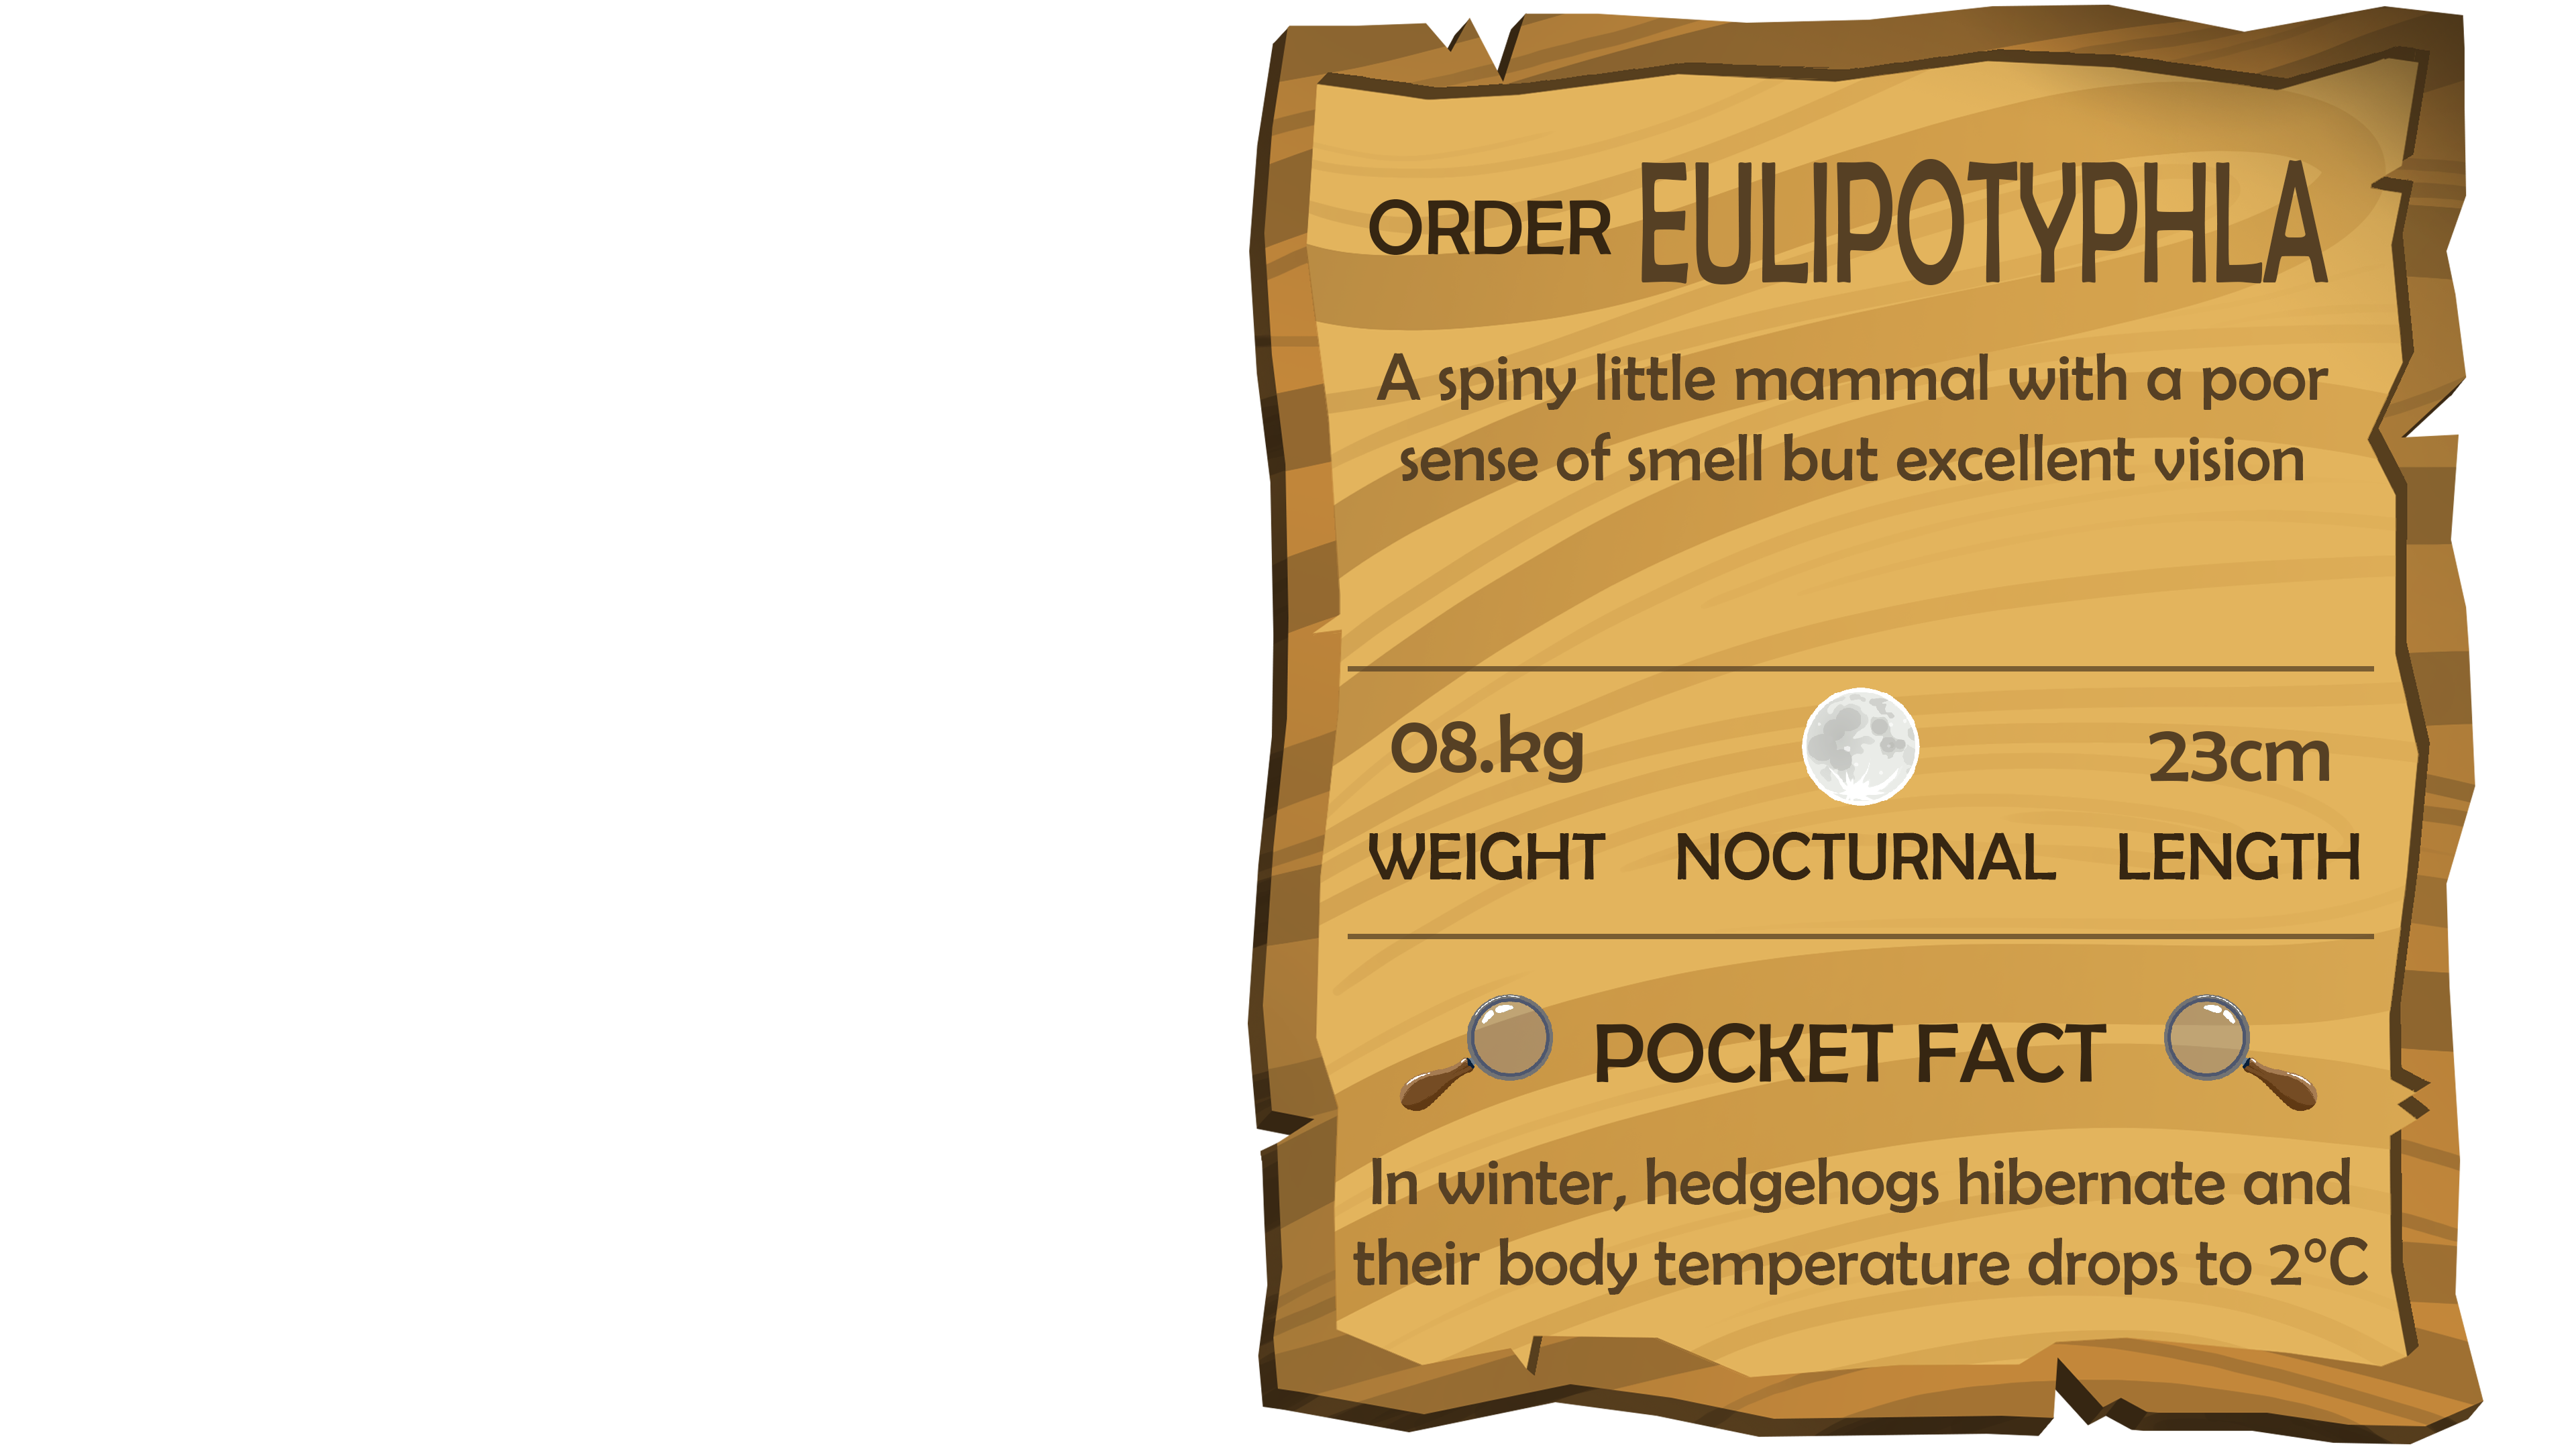 ORDER EULIPOTYPHLA
A spiny little mammal with a poor
sense of smell but excellent vision
08.kg
23cm
WEIGHT NOCTURNAL LENGTH
POCKET FACT
In winter, hedgehogs hibernate and
their body temperature drops to 2°C